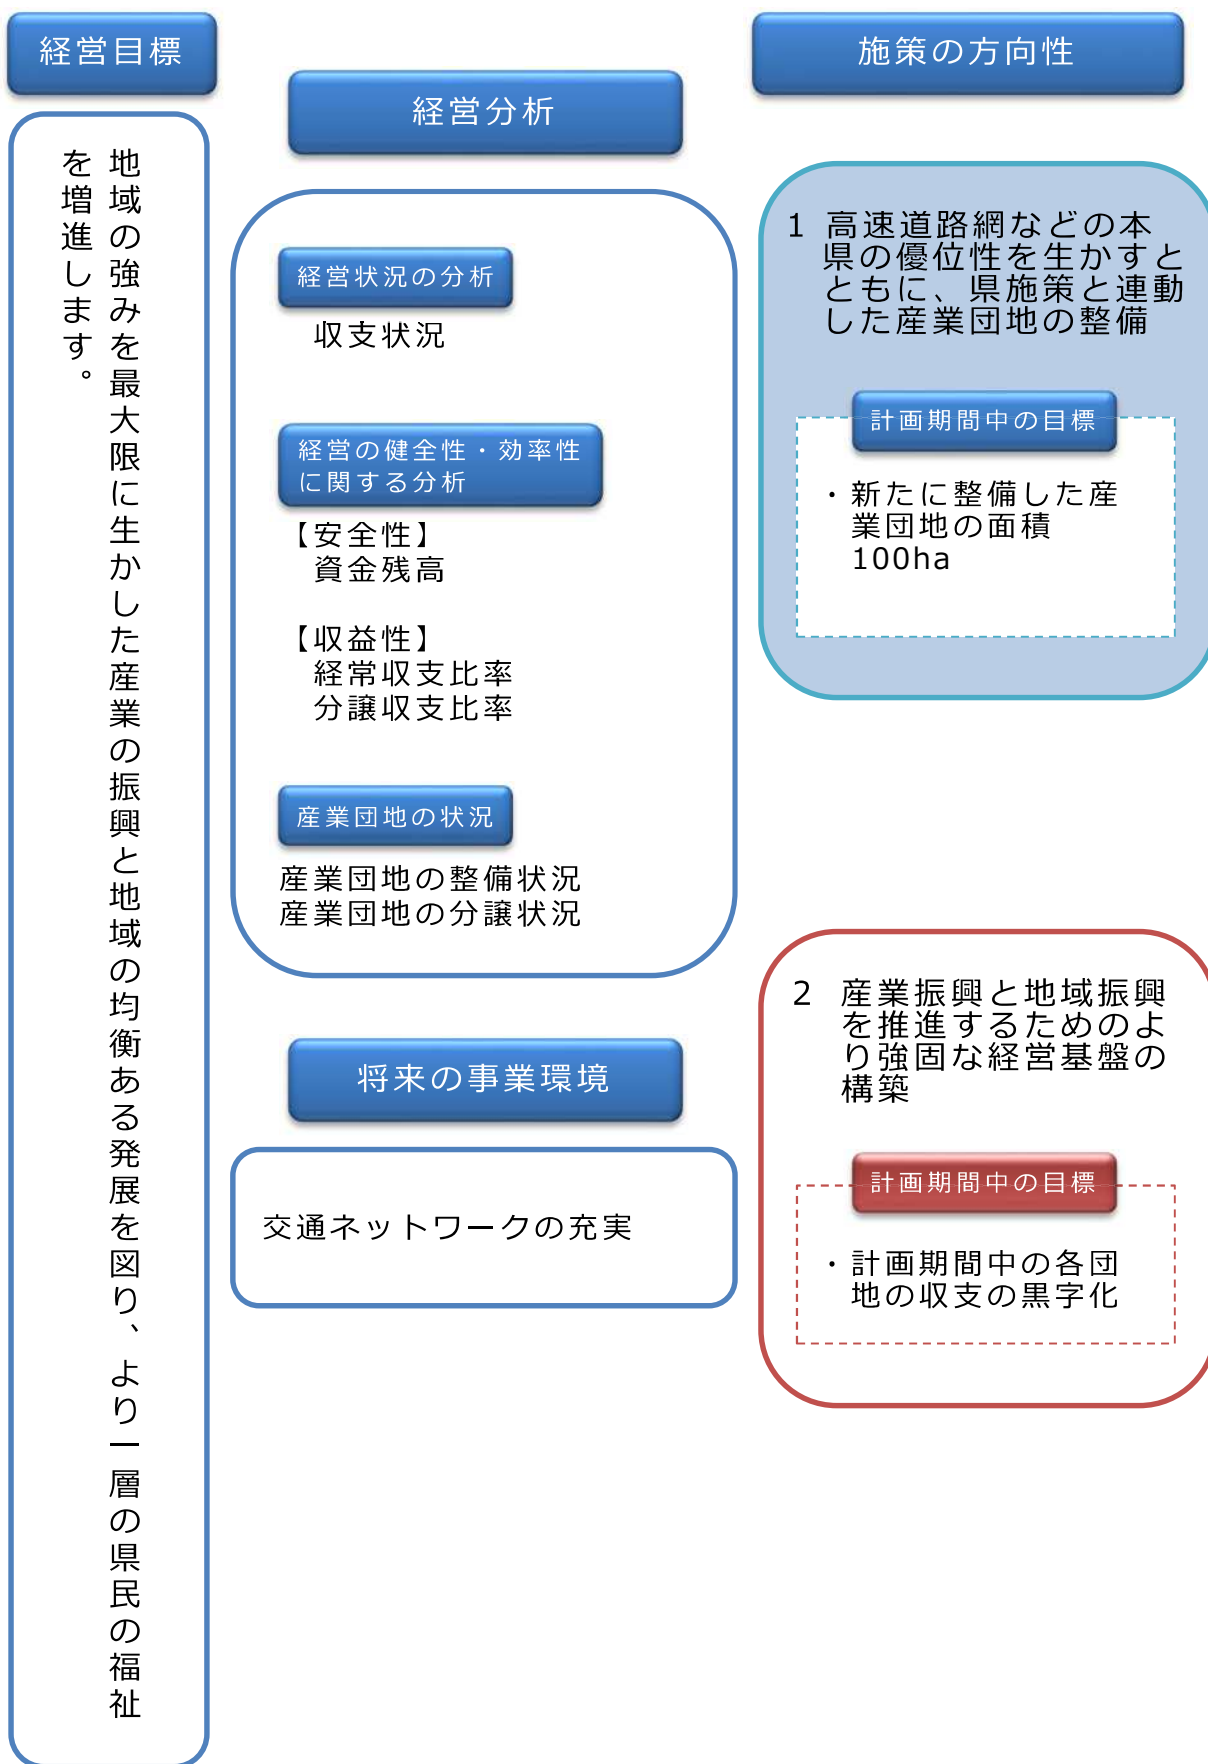 経営目標
地域の強みを最大限に生かした産業の振興と地域の均衡ある発展を図り、より一層の県民の福祉
を増進します。
経営分析
経営状況の分析
収支状況
経営の健全性・効率性
に関する分析
【安全性】
資金残高
【収益性】
経常収支比率
分譲収支比率
産業団地の状況
産業団地の整備状況
産業団地の分譲状況
将来の事業環境
交通ネットワークの充実
施策の方向性
1 高速道路網などの本
県の優位性を生かすと
ともに、県施策と連動
した産業団地の整備
計画期間中の目標
・新たに整備した産
業団地の面積
100ha
2 産業振興と地域振興
を推進するためのよ
り強固な経営基盤の
構築
計画期間中の目標
・計画期間中の各団
地の収支の黒字化